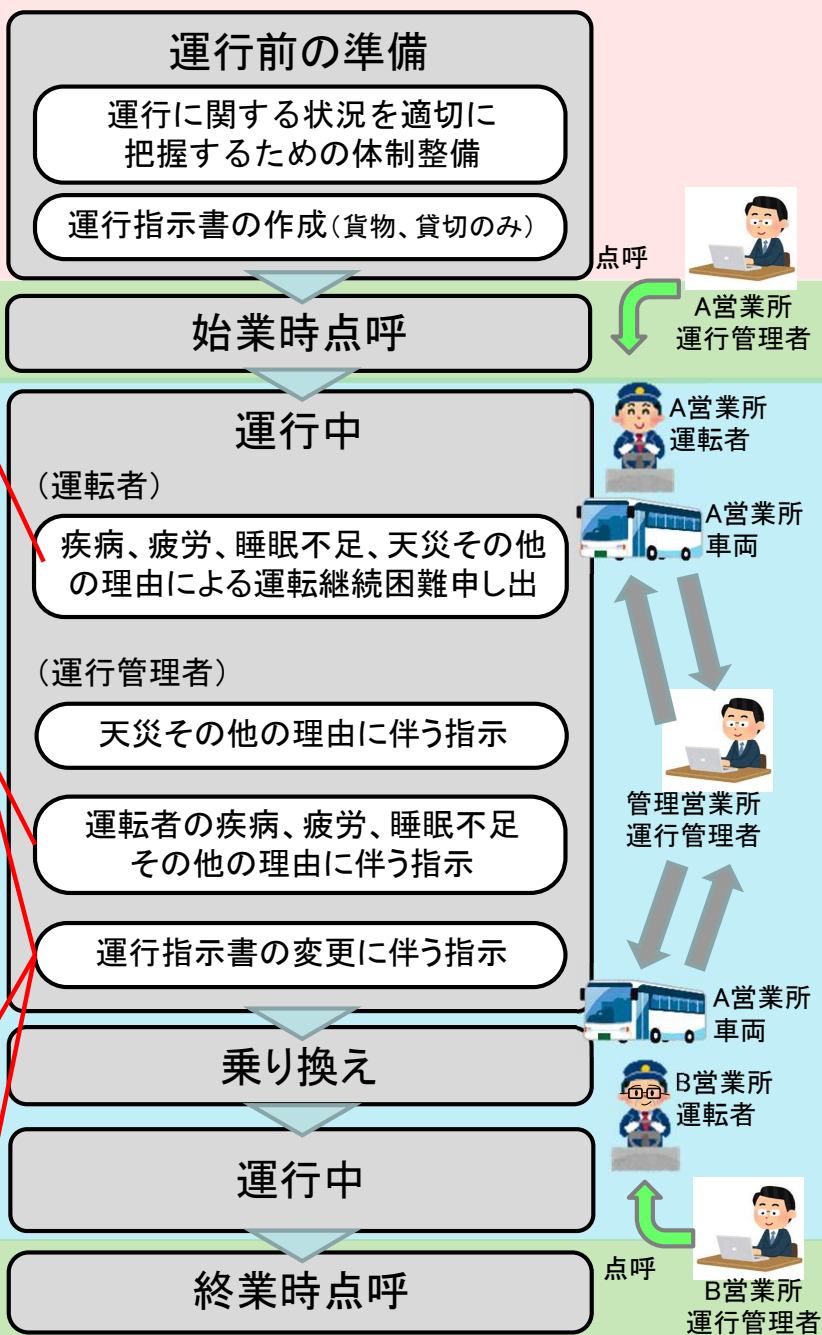 運行前の準備
運行に関する状況を適切に
把握するための体制整備
運行指示書の作成(貨物、貸切のみ)
点呼
A営業所
運行管理者
始業時点呼
運行中
(運転者)
疾病、疲労、睡眠不足、天災その他
の理由による運転継続困難申し出
(運行管理者)
天災その他の理由に伴う指示
運転者の疾病、疲労、睡眠不足
その他の理由に伴う指示
運行指示書の変更に伴う指示
A営業所
運転者
A営業所
車両
管理営業所
運行管理者
A営業所
車両
乗り換え
B営業所
運転者
運行中
終業時点呼
点呼
B営業所
運行管理者